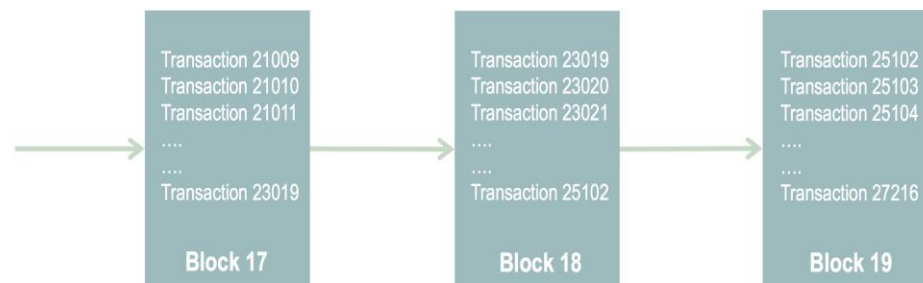 Transaction 21009
Transaction 21010
Transaction 21011
....
....
Transaction 23019
Block 17
Transaction 23019
Transaction 23020
Transaction 23021
....
....
Transaction 25102
Block 18
Transaction 25102
Transaction 25103
Transaction 25104
....
....
Transaction 27216
Block 19